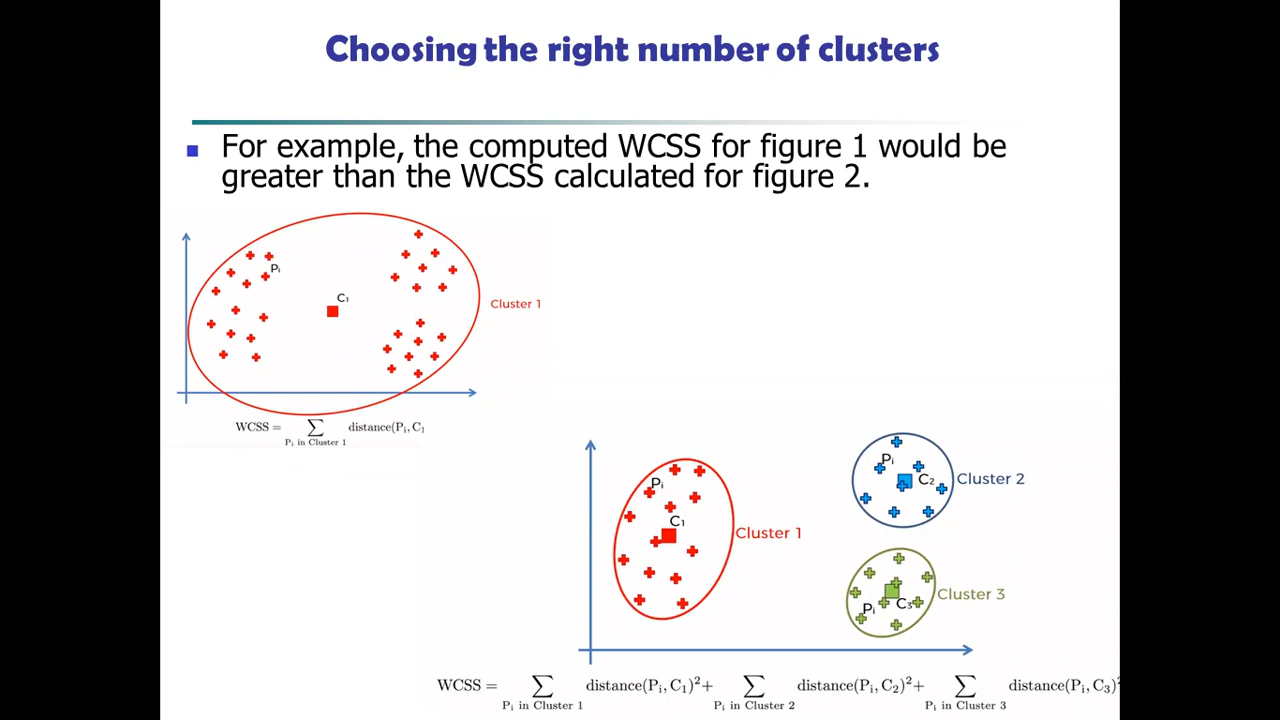 Choosing the right number of clusters
For example, the computed WCSS for figure 1 would be
greater than the WCSS calculated for figure 2.
Pᵢ
C₁
Cluster 1
WCSS = ∑ distance(Pᵢ, C₁
Pᵢ in Cluster 1
Pᵢ
C₂
Cluster 2
Pᵢ
C₁
Cluster 1
Cluster 3
Pᵢ
C₃
WCSS = ∑ distance(Pᵢ, C₁)² + ∑ distance(Pᵢ, C₂)² + ∑ distance(Pᵢ, C₃)²
Pᵢ in Cluster 1 Pᵢ in Cluster 2 Pᵢ in Cluster 3